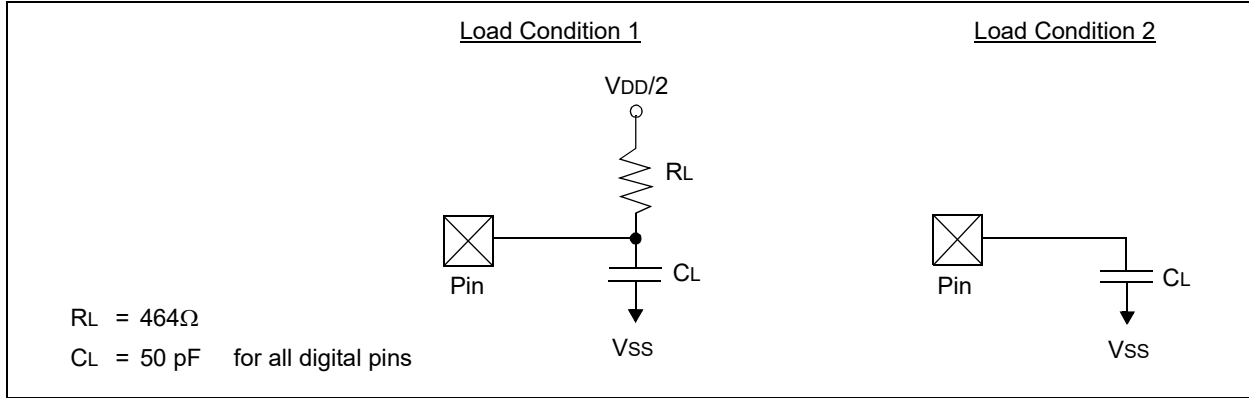 Load Condition 1
VDD/2
RL
CL
Pin
VSS
Load Condition 2
CL
Pin
VSS
RL = 464Ω
CL = 50 pF for all digital pins